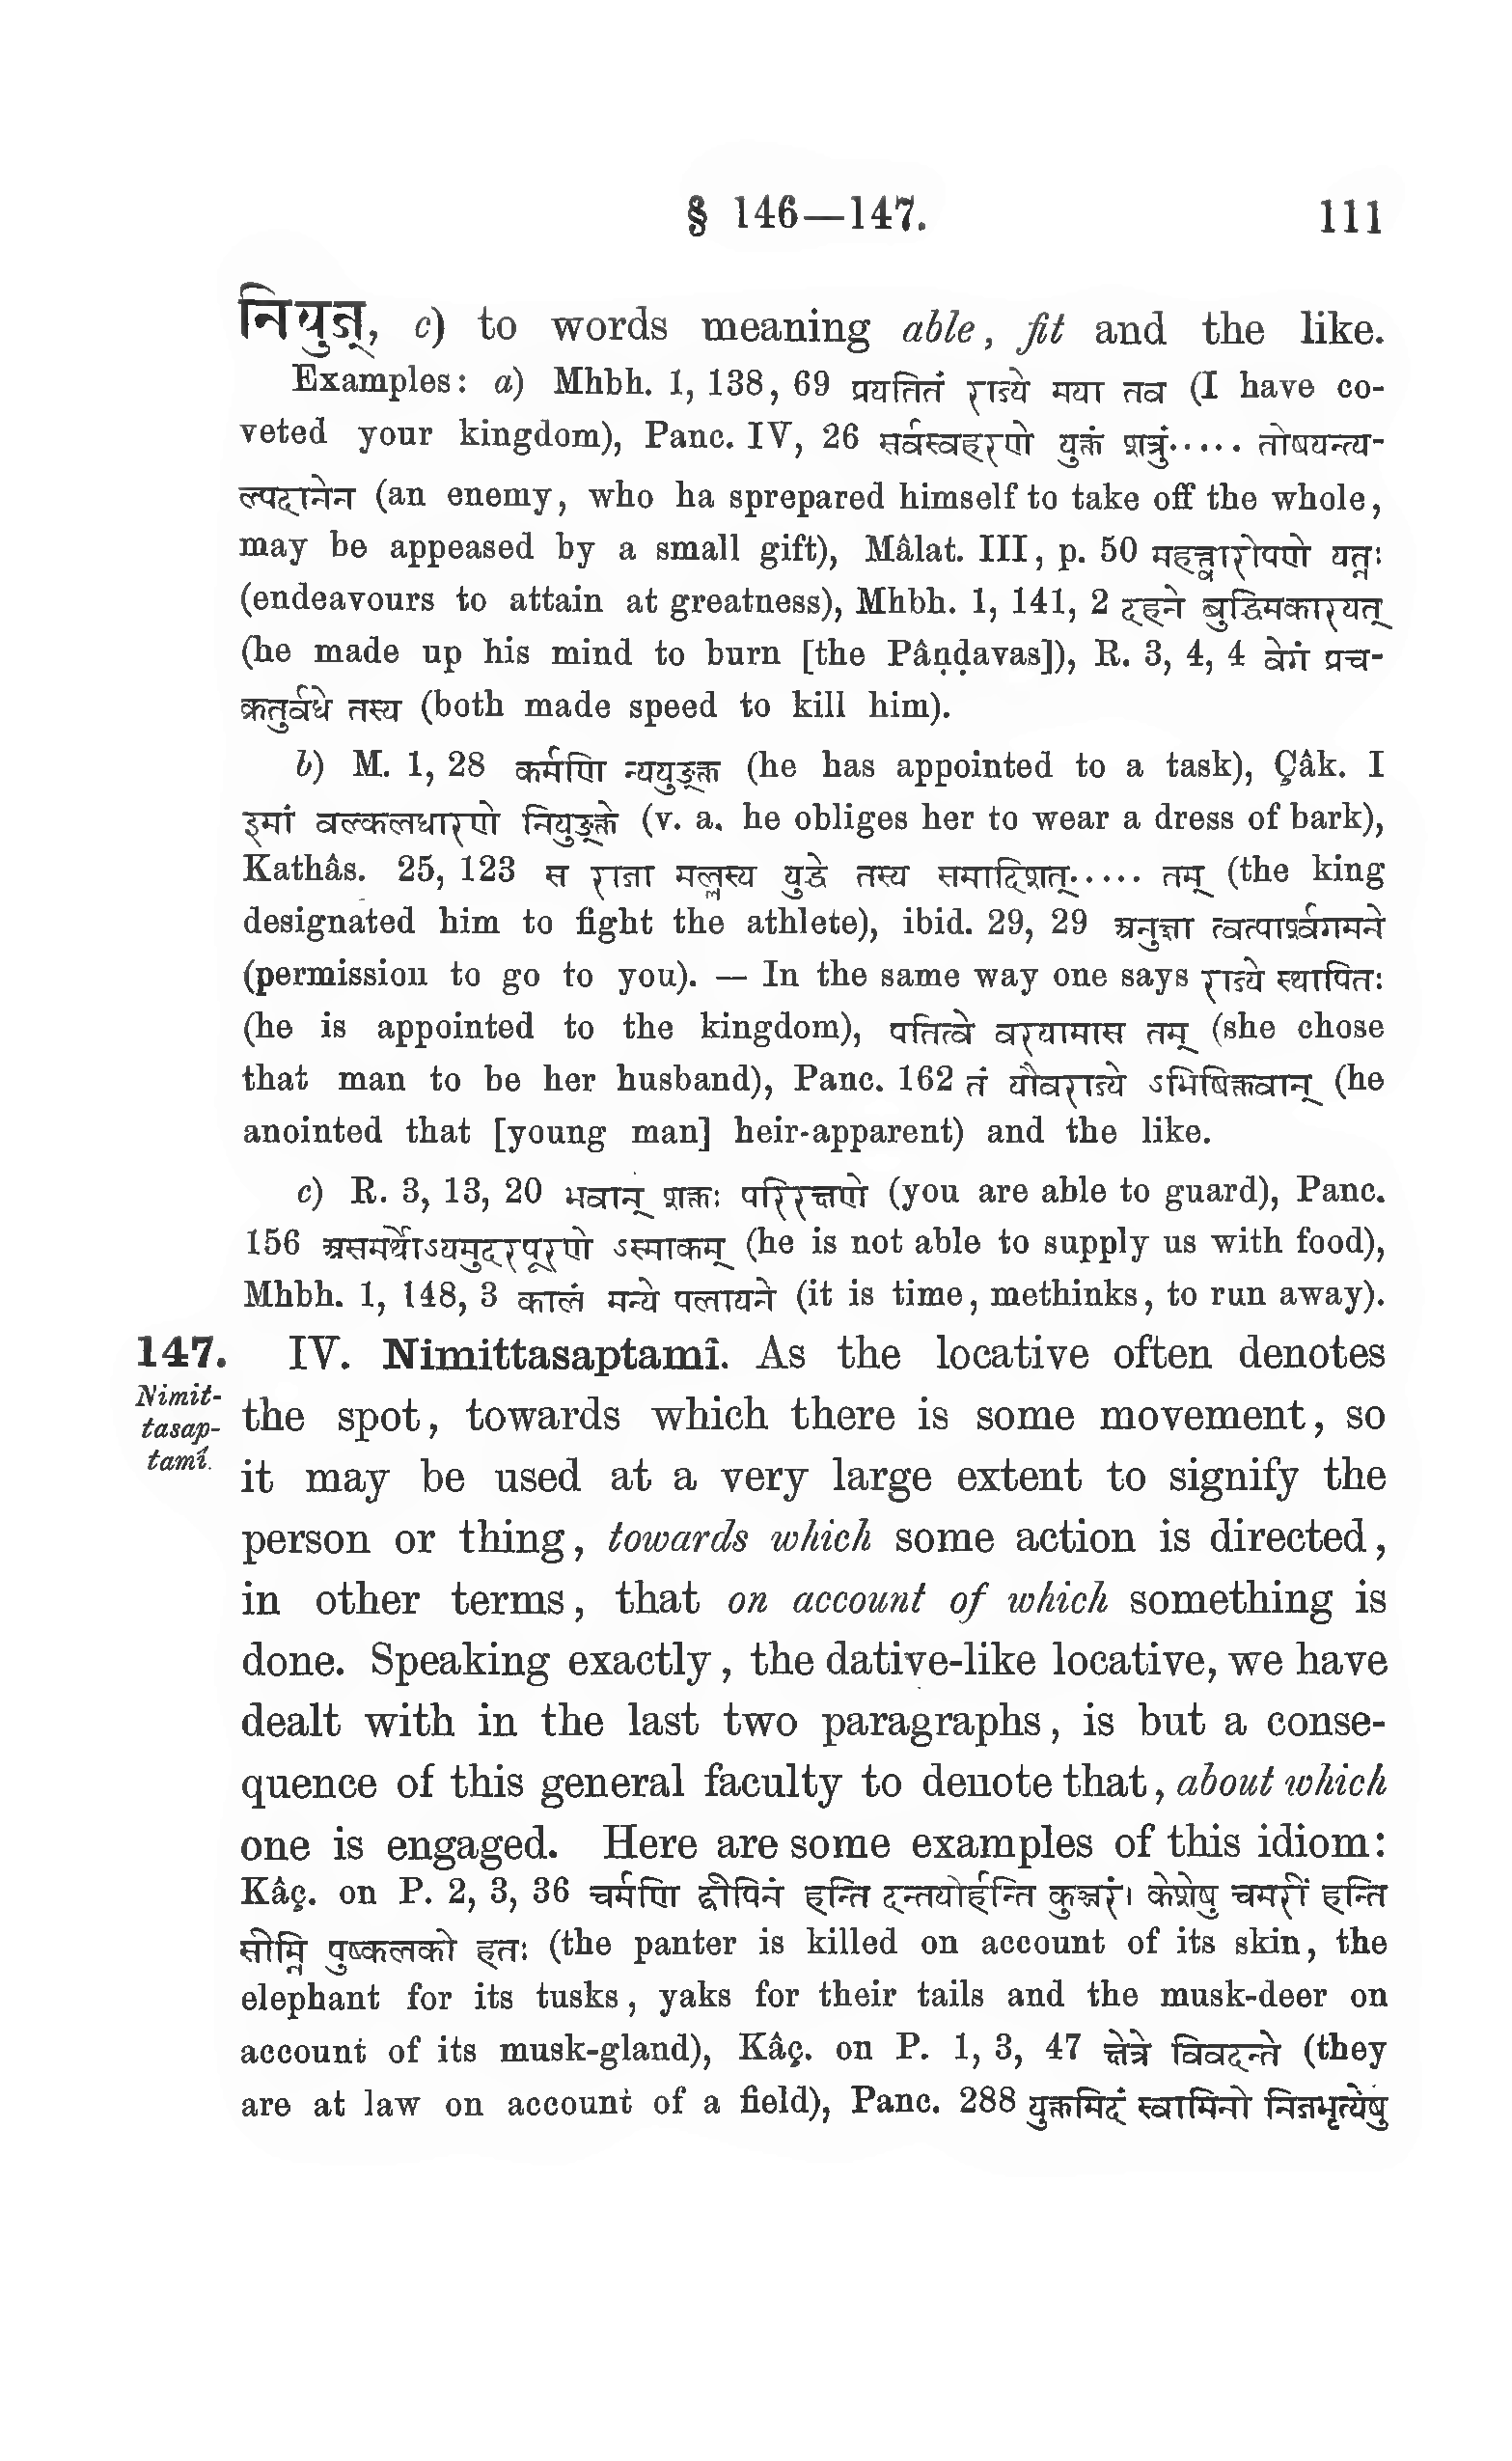 § 146—147. 111
नियुज्, c) to words meaning able, fit and the like.
Examples: a) Mhbh. 1, 138, 69 प्रयतितं राज्ये मया तव (I have co-
veted your kingdom), Panc. IV, 26 सर्वस्वहरणे युक्तं शत्रुं..... तोषयन्त्य-
ल्पदानेन (an enemy, who ha sprepared himself to take off the whole,
may be appeased by a small gift), Mâlat. III, p. 50 महत्त्वारोपणे यत्नः
(endeavours to attain at greatness), Mhbh. 1, 141, 2 दहने बुद्धिमकारयत्
(he made up his mind to burn [the Pâṇḍavas]), R. 3, 4, 4 वेगं प्रच-
क्रतुर्वधे तस्य (both made speed to kill him).
b) M. 1, 28 कर्मणि न्ययुङ्क्त (he has appointed to a task), Çâk. I
इमां वल्कलधारणे नियुङ्क्ते (v. a. he obliges her to wear a dress of bark),
Kathâs. 25, 123 स राजा मल्लस्य युद्धे तस्य समादिशत्..... तम् (the king
designated him to fight the athlete), ibid. 29, 29 अनुज्ञा त्वत्पार्श्वगमने
(permission to go to you). — In the same way one says राज्ये स्थापितः
(he is appointed to the kingdom), पतित्वे वरयामास तम् (she chose
that man to be her husband), Panc. 162 तं यौवराज्ये ऽभिषिक्तवान् (he
anointed that [young man] heir-apparent) and the like.
c) R. 3, 13, 20 भवान् शक्तः परिरक्षणे (you are able to guard), Panc.
156 असमर्थोऽयमुदरपूरणे ऽस्माकम् (he is not able to supply us with food),
Mhbh. 1, 148, 3 कालं मन्ये पलायने (it is time, methinks, to run away).
147. IV. Nimittasaptamî. As the locative often denotes
Nimit-
tasap-
tamî.
the spot, towards which there is some movement, so
it may be used at a very large extent to signify the
person or thing, towards which some action is directed,
in other terms, that on account of which something is
done. Speaking exactly, the dative-like locative, we have
dealt with in the last two paragraphs, is but a conse-
quence of this general faculty to denote that, about which
one is engaged. Here are some examples of this idiom:
Kâç. on P. 2, 3, 36 चर्मणि द्वीपिनं हन्ति दन्तयोर्हन्ति कुञ्जरं। केशेषु चमरीं हन्ति
सीम्नि पुष्कलको हतः (the panter is killed on account of its skin, the
elephant for its tusks, yaks for their tails and the musk-deer on
account of its musk-gland), Kâç. on P. 1, 3, 47 क्षेत्रे विवदन्ते (they
are at law on account of a field), Panc. 288 युक्तमिदं स्वामिनो निजभृत्येषु